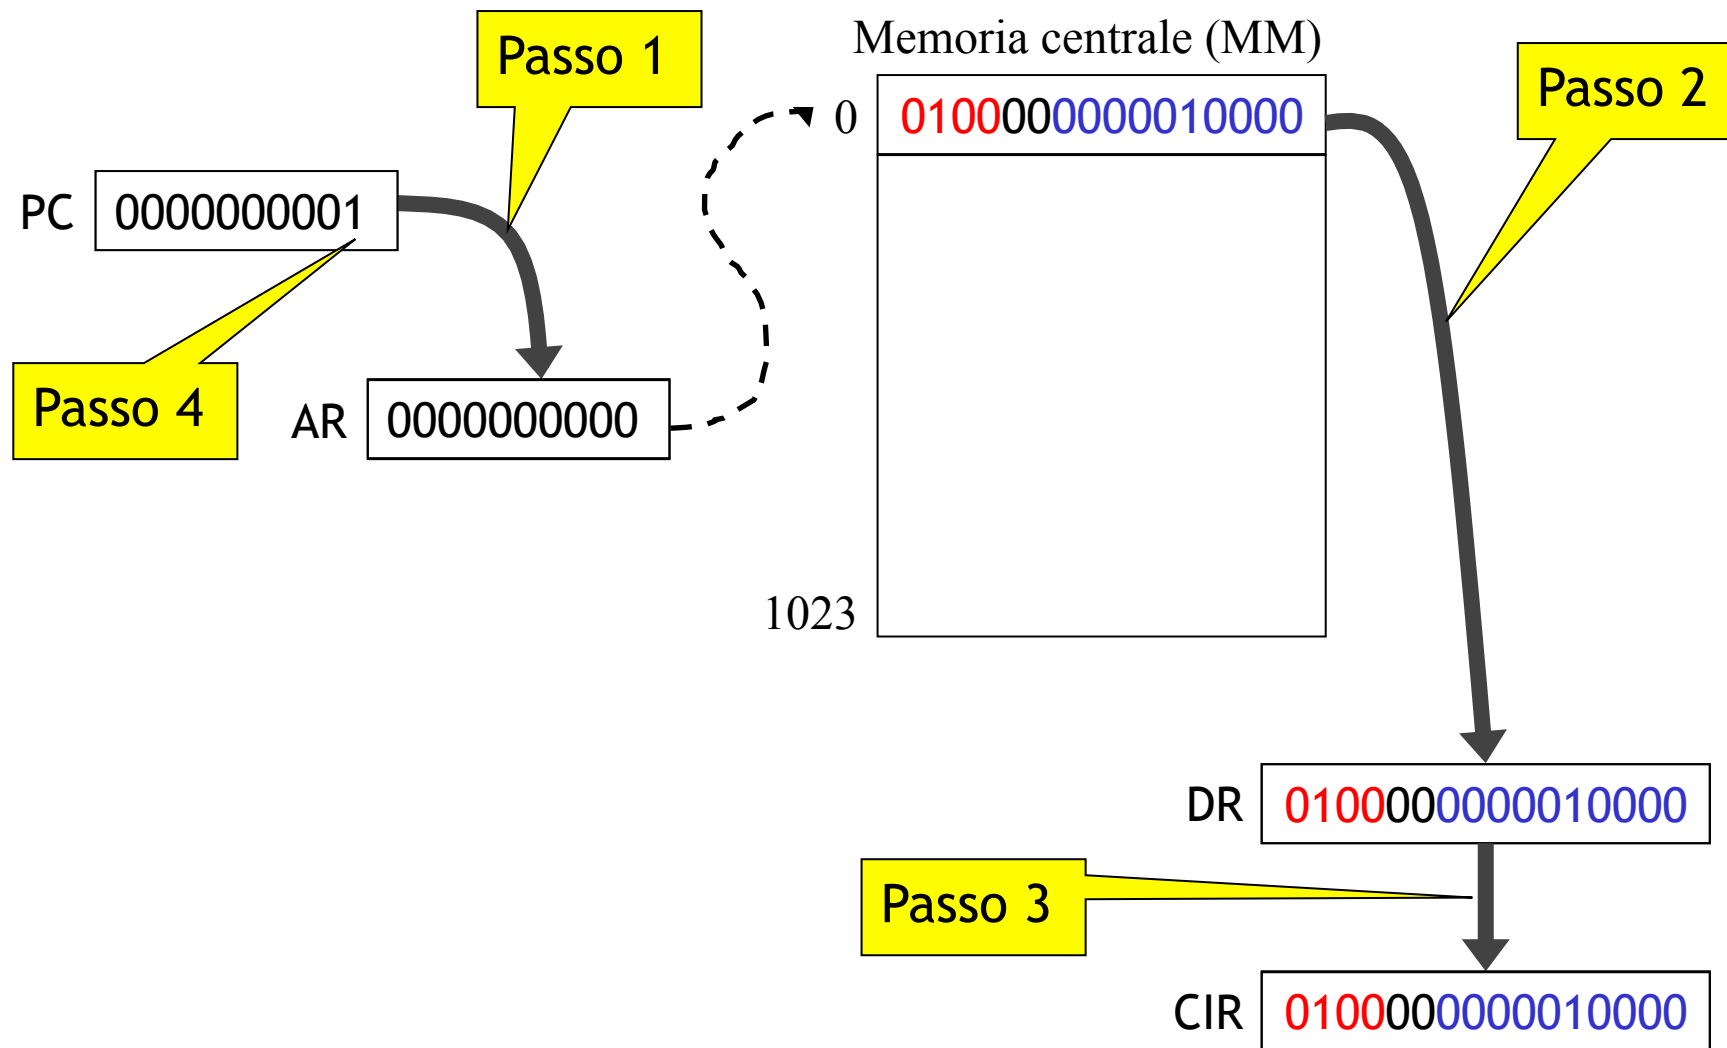 Memoria centrale (MM)
Passo 1
Passo 2
0 0100000000010000
PC 0000000001
Passo 4
AR 0000000000
1023
DR 0100000000010000
Passo 3
CIR 0100000000010000